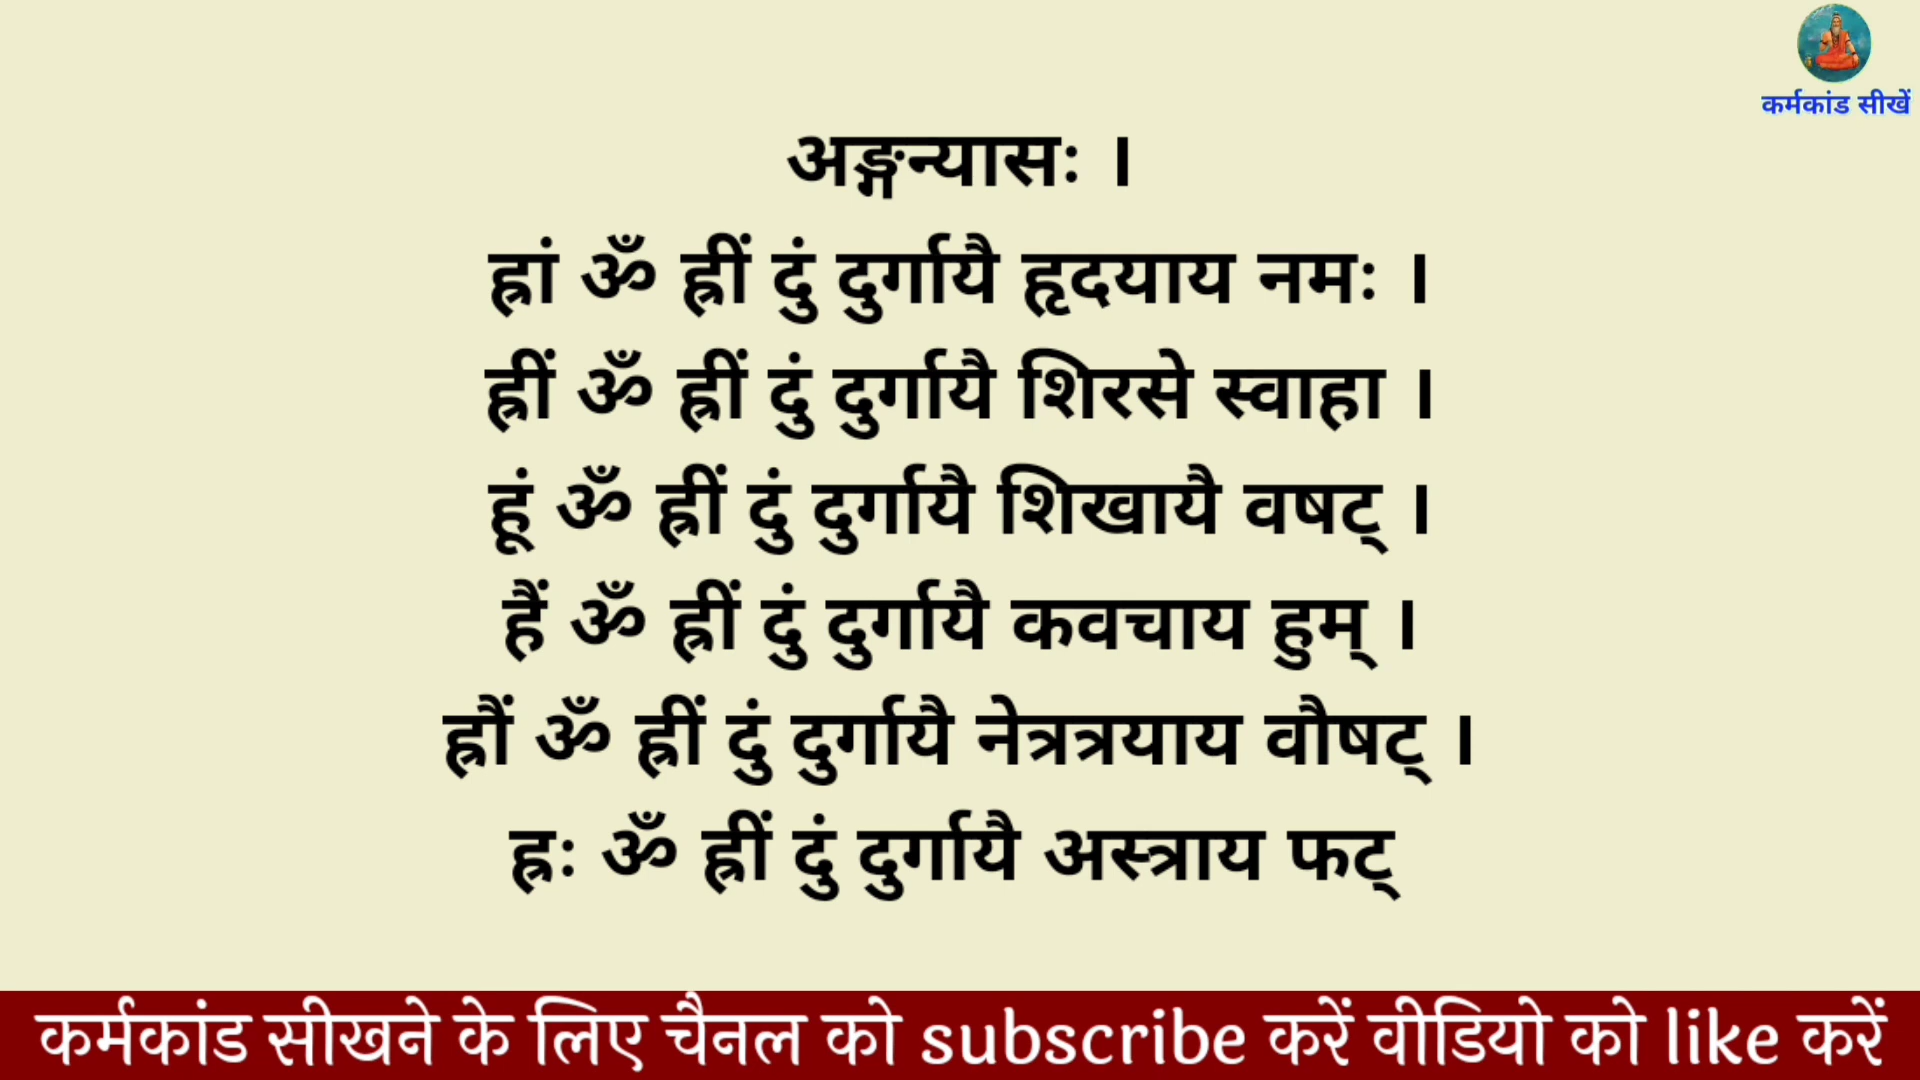 कर्मकांड सीखें
अङ्गन्यासः ।
ह्रां ॐ ह्रीं दुं दुर्गायै हृदयाय नमः ।
ह्रीं ॐ ह्रीं दुं दुर्गायै शिरसे स्वाहा ।
हूं ॐ ह्रीं दुं दुर्गायै शिखायै वषट् ।
हैं ॐ ह्रीं दुं दुर्गायै कवचाय हुम् ।
ह्रौं ॐ ह्रीं दुं दुर्गायै नेत्रत्रयाय वौषट् ।
ह्रः ॐ ह्रीं दुं दुर्गायै अस्त्राय फट्
कर्मकांड सीखने के लिए चैनल को subscribe करें वीडियो को like करें